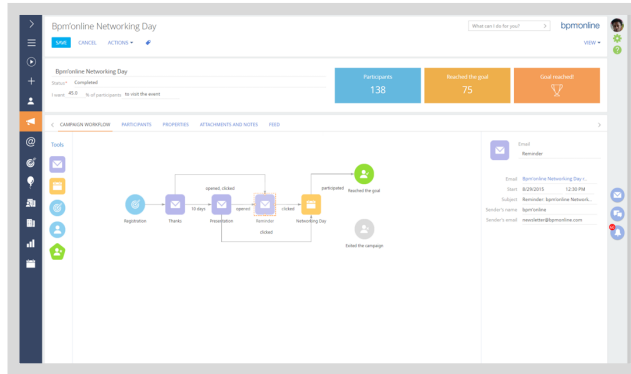 Bpm'online Networking Day
What can I do for you?
bpmonline
SAVE CANCEL ACTIONS
VIEW
Bpm'online Networking Day
Status* Completed
I want 45.0 % of participants to visit the event
Participants
138
Reached the goal
75
Goal reached!
CAMPAIGN WORKFLOW PARTICIPANTS PROPERTIES ATTACHMENTS AND NOTES FEED
Tools
opened, clicked
participated
Reached the goal
10 days
opened
clicked
Registration
Thanks
Presentation
Reminder
Networking Day
clicked
Exited the campaign
Email
Reminder
Email Bpm'online Networking Day r...
Start 8/29/2015 12:30 PM
Subject Reminder: bpm'online Network...
Sender's name bpm'online
Sender's email newsletter@bpmonline.com